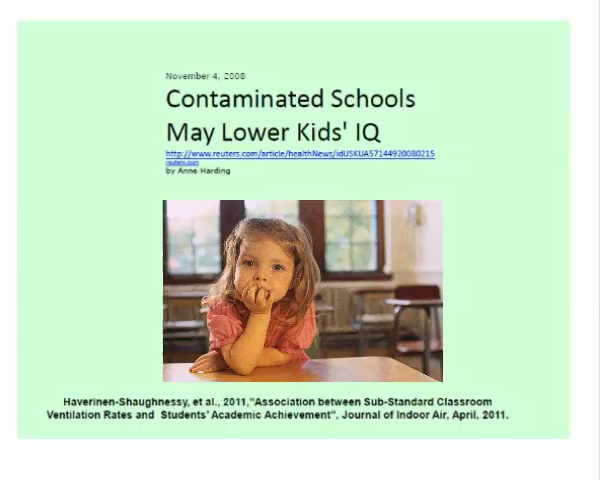 November 4, 2008
Contaminated Schools
May Lower Kids' IQ
http://www.reuters.com/article/healthNews/idUSKUA57144920080215
reuters.com
by Anne Harding
Haverinen-Shaughnessy, et al., 2011,"Association between Sub-Standard Classroom
Ventilation Rates and Students' Academic Achievement". Journal of Indoor Air, April, 2011.